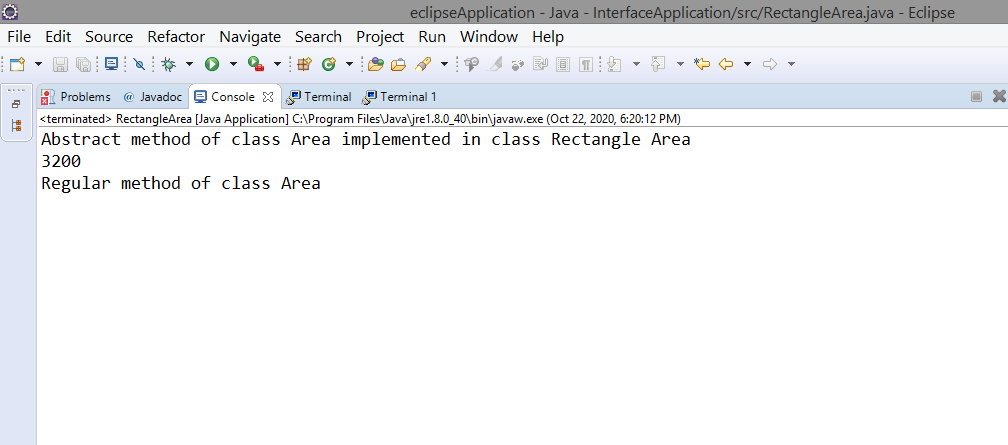 eclipseApplication - Java - InterfaceApplication/src/RectangleArea.java - Eclipse
File Edit Source Refactor Navigate Search Project Run Window Help
Problems @ Javadoc Console Terminal Terminal 1
<terminated> RectangleArea [Java Application] C:\Program Files\Java\jre1.8.0_40\bin\javaw.exe (Oct 22, 2020, 6:20:12 PM)
Abstract method of class Area implemented in class Rectangle Area
3200
Regular method of class Area